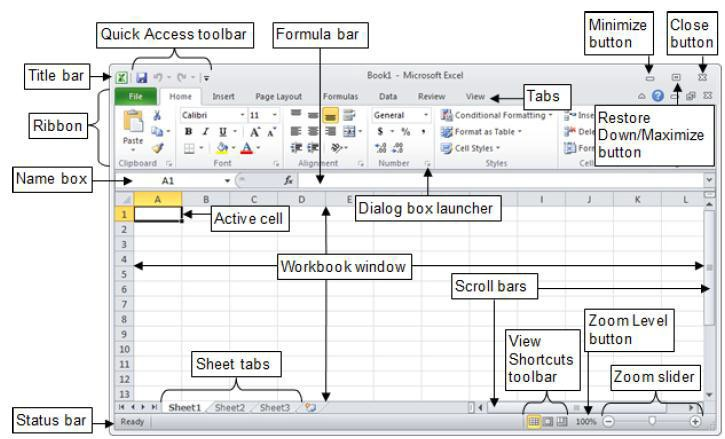 Quick Access toolbar
Formula bar
Minimize button
Close button
Title bar
Book1 - Microsoft Excel
File Home Insert Page Layout Formulas Data Review View
Tabs
Ribbon
Paste
Calibri 11
B I U A A
General
$ % ,
Conditional Formatting
Format as Table
Cell Styles
Restore Down/Maximize button
Clipboard Font Alignment Number Styles
Name box
A1
fx
Dialog box launcher
A B C D E I J K L
Active cell
1
2
3
4
5
6
7
8
9
10
11
12
13
Workbook window
Scroll bars
Zoom Level button
View Shortcuts toolbar
Sheet tabs
Zoom slider
Sheet1 Sheet2 Sheet3
Status bar
Ready
100%